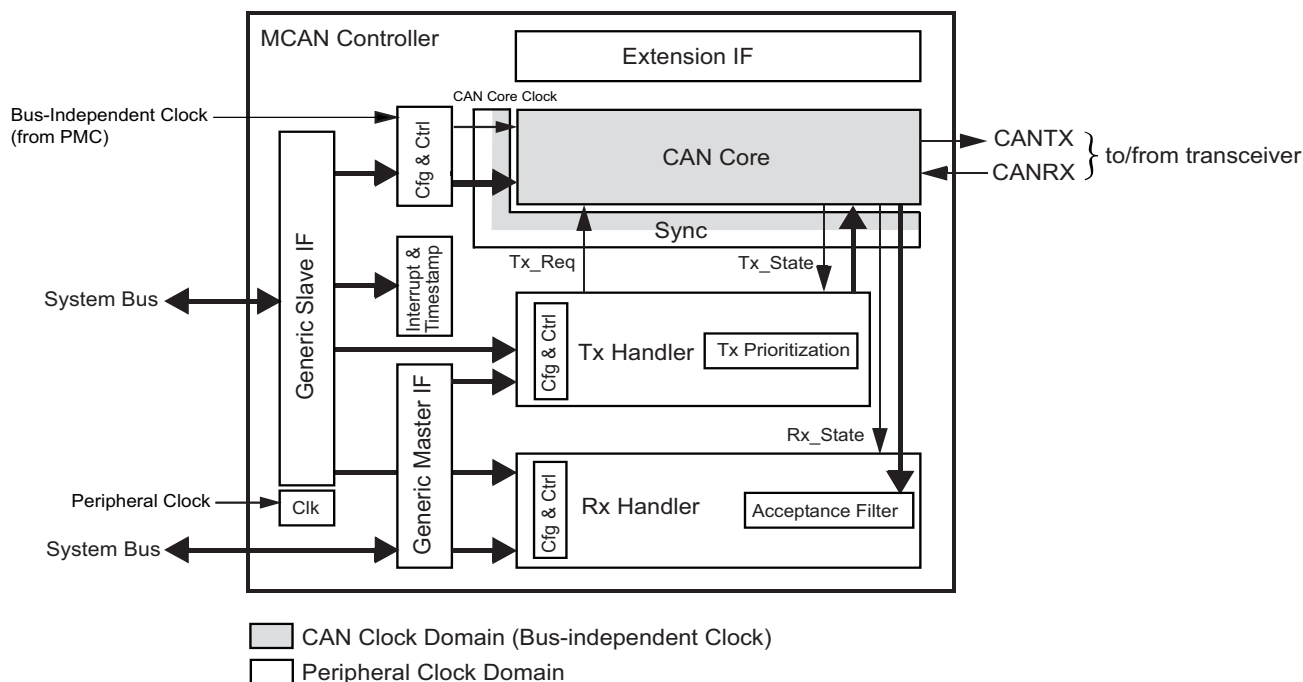 MCAN Controller
Extension IF
CAN Core Clock
Bus-Independent Clock
(from PMC)
Cfg & Ctrl
CAN Core
CANTX
CANRX
to/from transceiver
Sync
Tx_Req
Tx_State
Generic Slave IF
Interrupt &
Timestamp
System Bus
Cfg & Ctrl
Tx Handler
Tx Prioritization
Generic Master IF
Rx_State
Peripheral Clock
Clk
Cfg & Ctrl
Rx Handler
Acceptance Filter
System Bus
CAN Clock Domain (Bus-independent Clock)
Peripheral Clock Domain